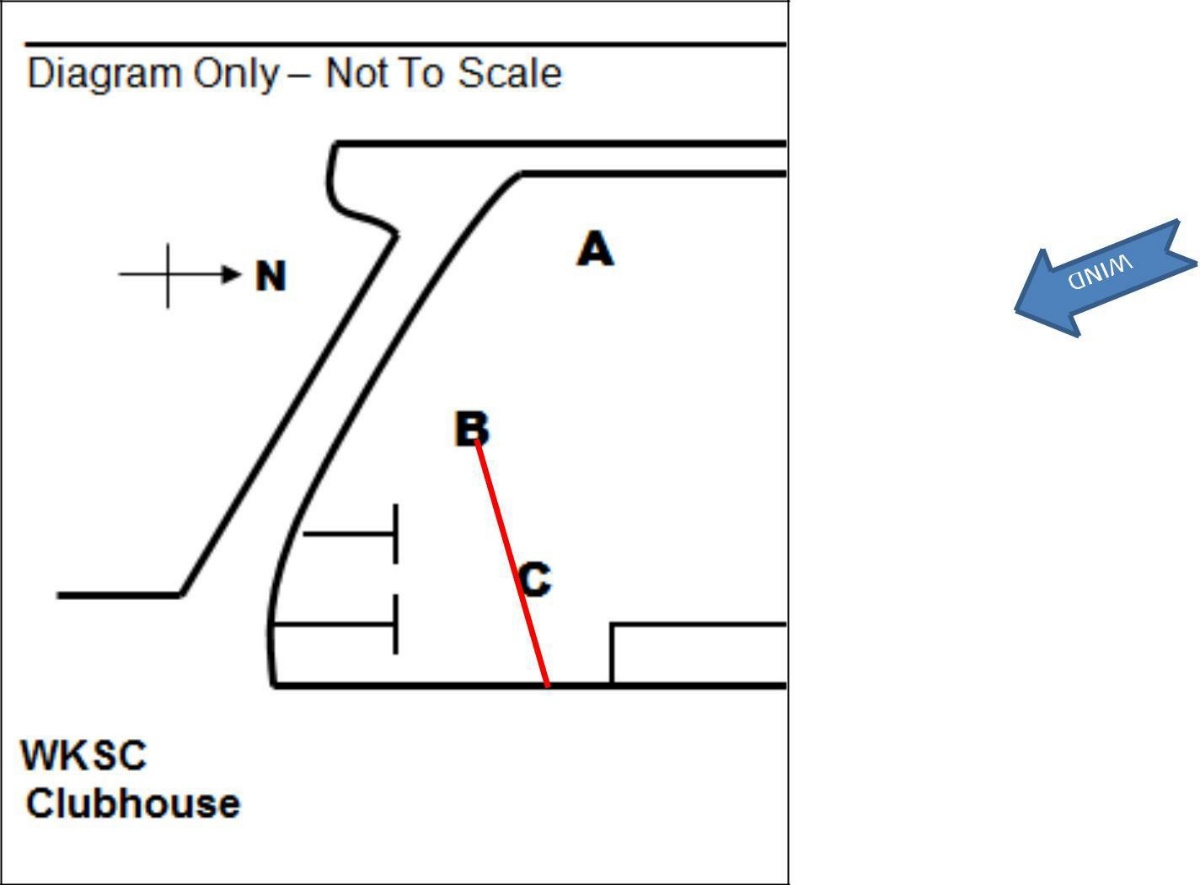 Diagram Only – Not To Scale
A
N
WIND
B
C
WKSC
Clubhouse